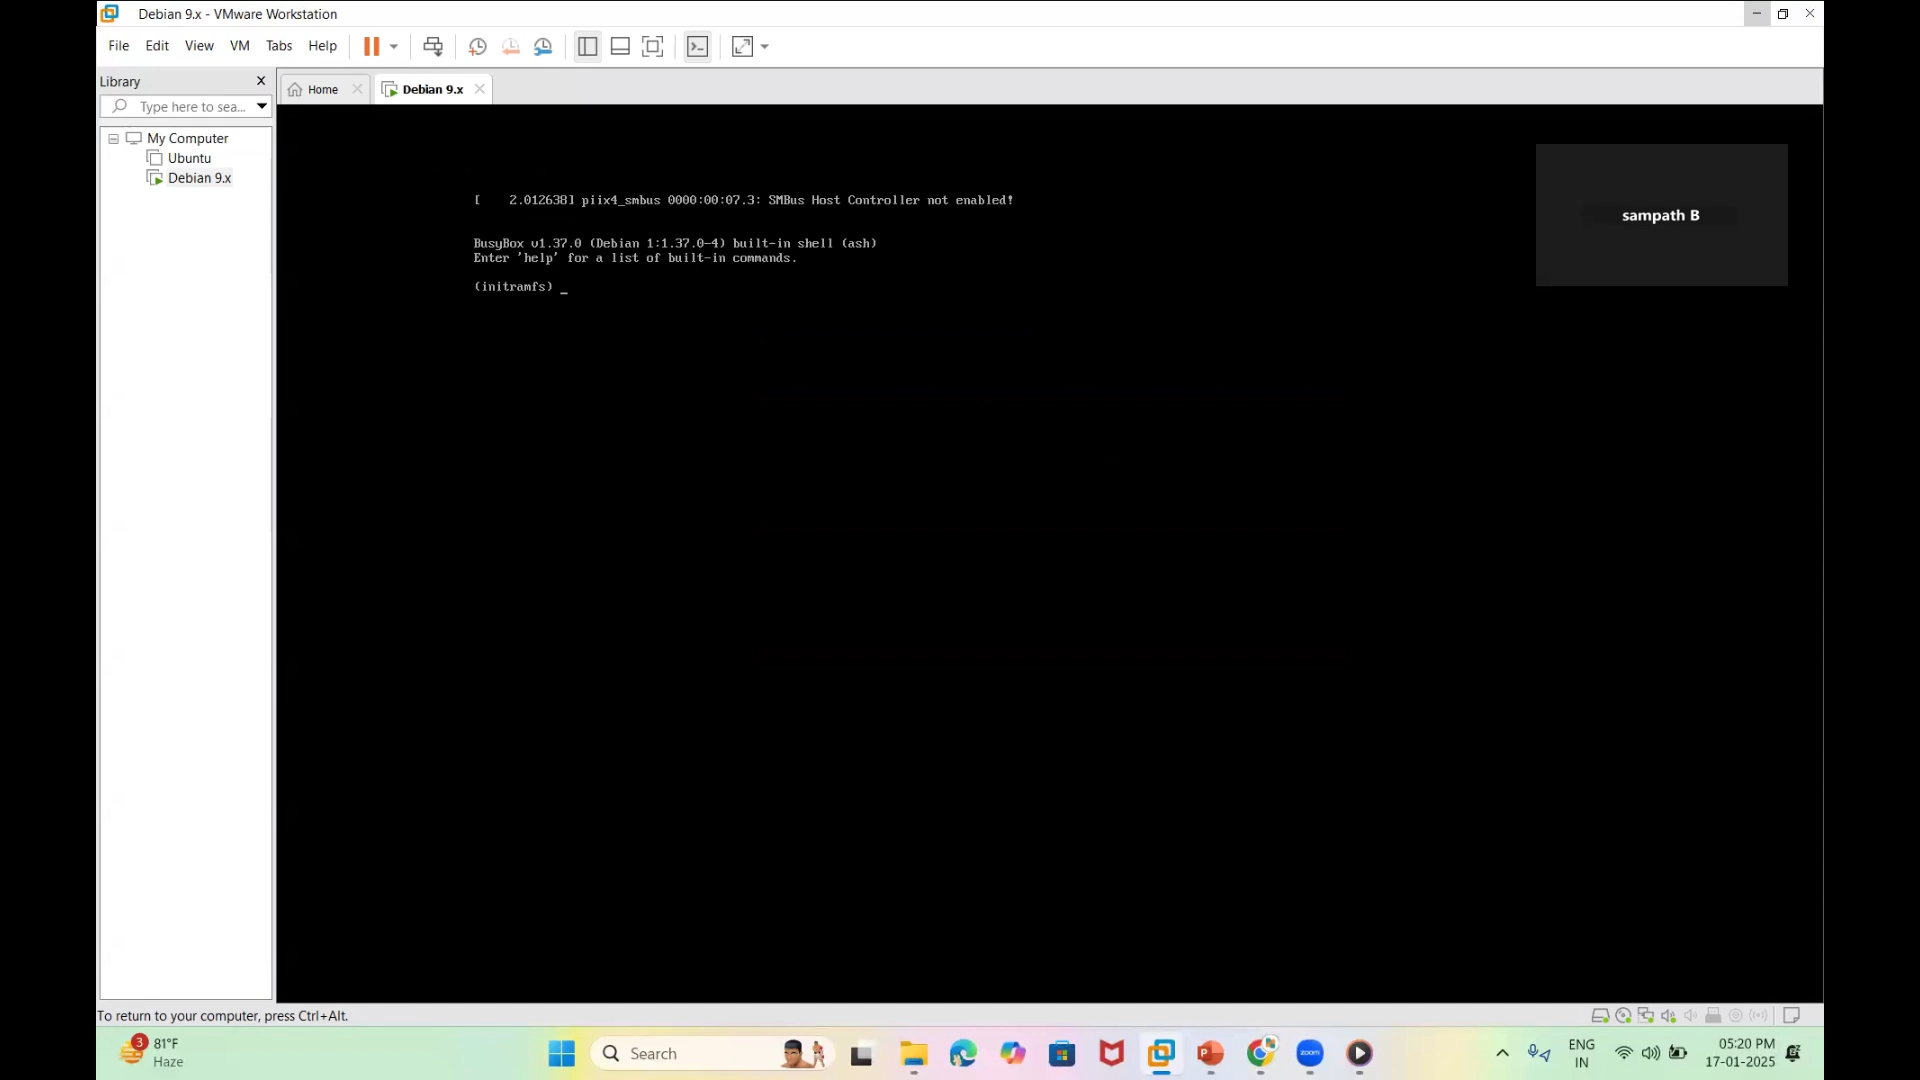 Debian 9.x - VMware Workstation
File Edit View VM Tabs Help
Library
Type here to sea...
Home
Debian 9.x
My Computer
Ubuntu
Debian 9.x
[    2.012638] piix4_smbus 0000:00:07.3: SMBus Host Controller not enabled!
BusyBox v1.37.0 (Debian 1:1.37.0-4) built-in shell (ash)
Enter 'help' for a list of built-in commands.
(initramfs) _
sampath B
To return to your computer, press Ctrl+Alt.
3
81°F
Haze
Search
zoom
ENG
IN
05:20 PM
17-01-2025